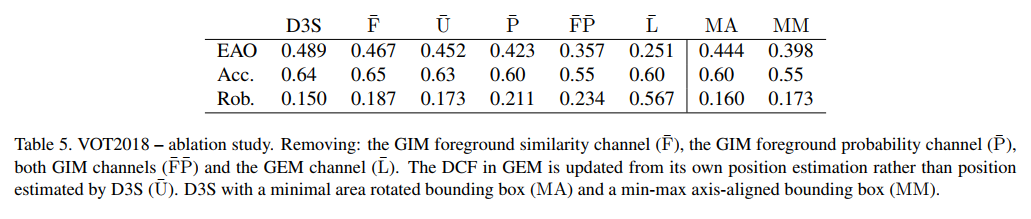 D3S F̄ Ū P̄ F̄P̄ L̄ MA MM
EAO 0.489 0.467 0.452 0.423 0.357 0.251 0.444 0.398
Acc. 0.64 0.65 0.63 0.60 0.55 0.60 0.60 0.55
Rob. 0.150 0.187 0.173 0.211 0.234 0.567 0.160 0.173
Table 5. VOT2018 – ablation study. Removing: the GIM foreground similarity channel (F̄), the GIM foreground probability channel (P̄),
both GIM channels (F̄P̄) and the GEM channel (L̄). The DCF in GEM is updated from its own position estimation rather than position
estimated by D3S (Ū). D3S with a minimal area rotated bounding box (MA) and a min-max axis-aligned bounding box (MM).